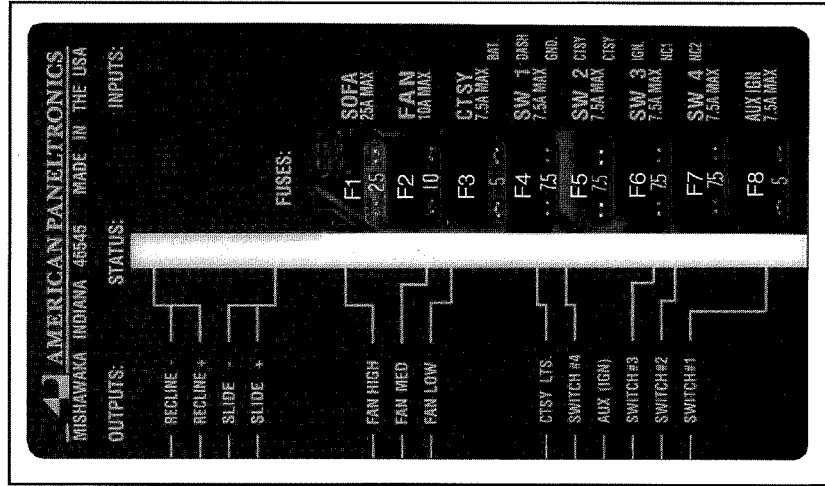 AMERICAN PANELTRONICS
MISHAWAKA INDIANA 46545 MADE IN THE USA
OUTPUTS: STATUS: INPUTS:
FUSES:
RECLINE -
RECLINE +
SLIDE -
SLIDE +
FAN HIGH
FAN MED
FAN LOW
CTSY LTS.
SWITCH #4
AUX (IGN)
SWITCH #3
SWITCH #2
SWITCH #1
F1 SOFA
25 25A MAX
F2 FAN
10 10A MAX
F3 CTSY
5 7.5A MAX
BAT.
F4 SW 1 DASH
7.5 7.5A MAX
GND.
F5 SW 2 CTSY
7.5 7.5A MAX
CTSY
F6 SW 3 IGN.
7.5 7.5A MAX
NC1
F7 SW 4 NC2
7.5 7.5A MAX
F8 AUX IGN
5 7.5A MAX